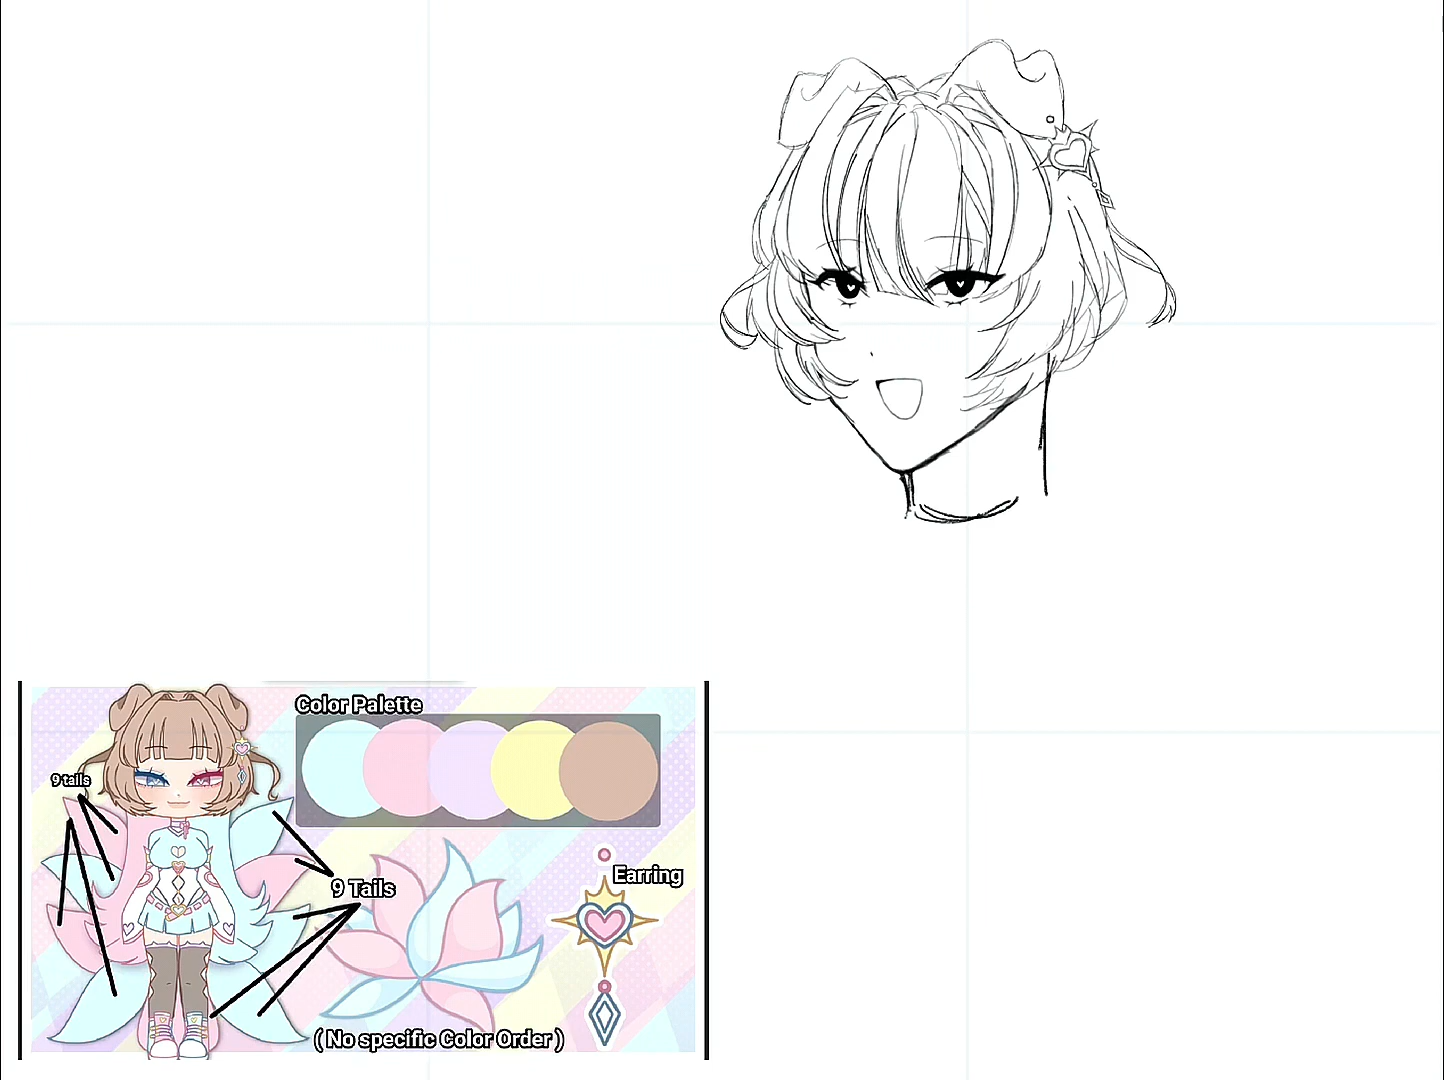 Color Palette
9 tails
Earring
9 Tails
( No specific Color Order )